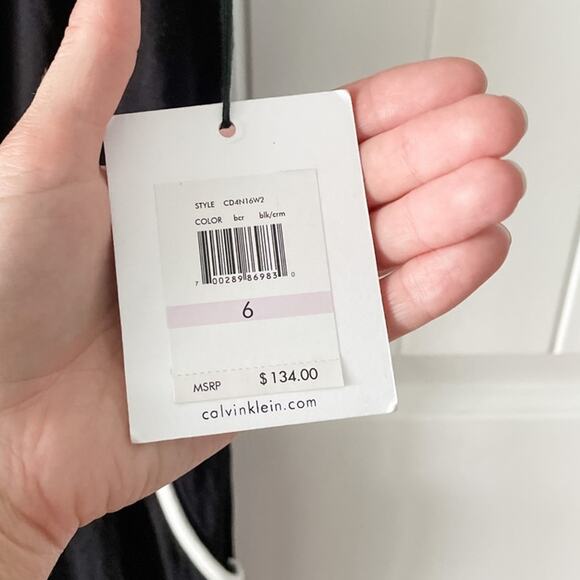 STYLE CD4N16W2
COLOR bcr blk/crm
7 00289 86983 0
6
MSRP $134.00
calvinklein.com